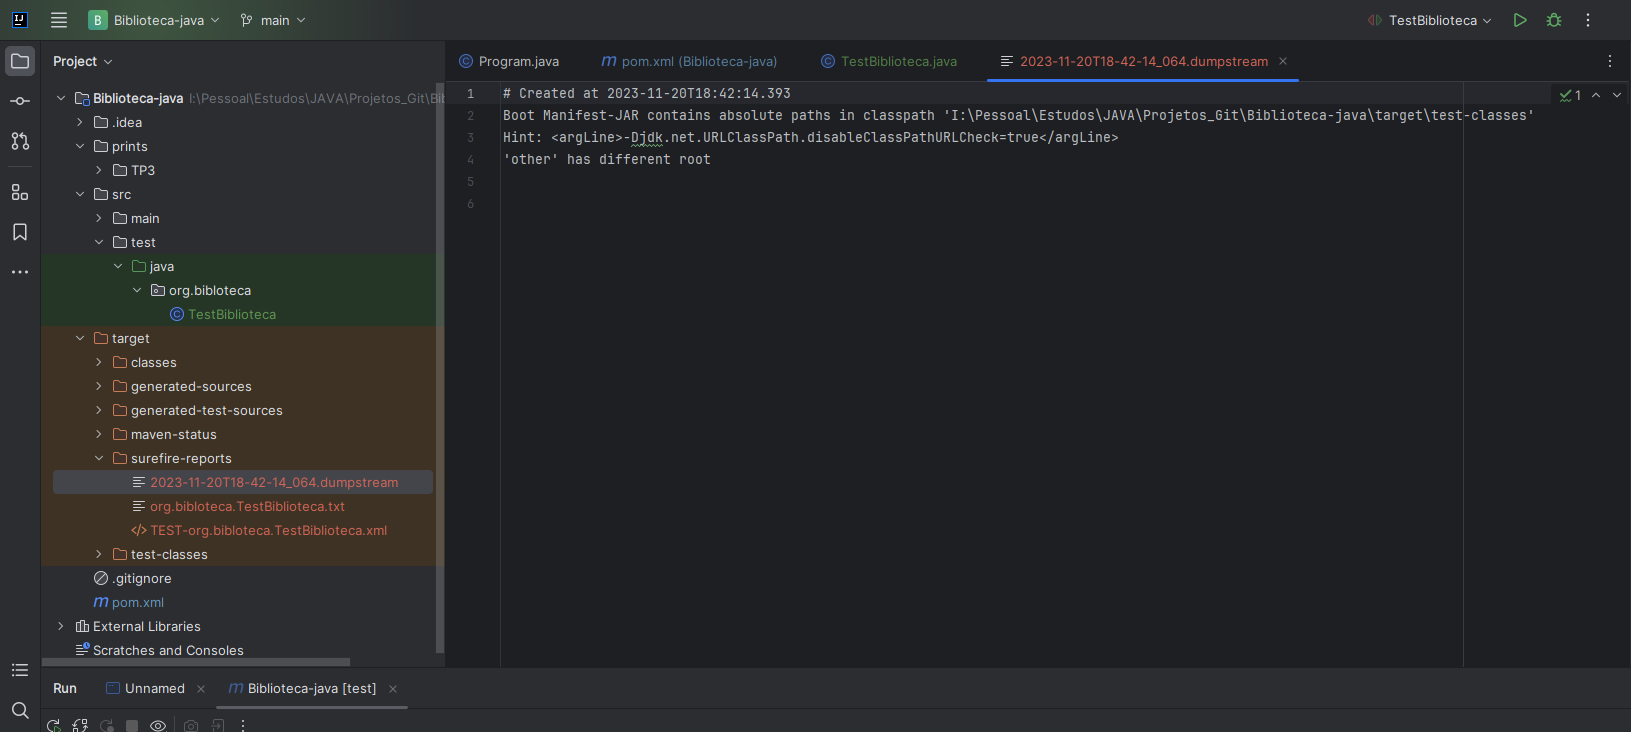 B Biblioteca-java main TestBiblioteca
Project
Program.java pom.xml (Biblioteca-java) TestBiblioteca.java 2023-11-20T18-42-14_064.dumpstream
Biblioteca-java I:\Pessoal\Estudos\JAVA\Projetos_Git\Bib
.idea
prints
TP3
src
main
test
java
org.bibloteca
TestBiblioteca
target
classes
generated-sources
generated-test-sources
maven-status
surefire-reports
2023-11-20T18-42-14_064.dumpstream
org.bibloteca.TestBiblioteca.txt
TEST-org.bibloteca.TestBiblioteca.xml
test-classes
.gitignore
pom.xml
External Libraries
Scratches and Consoles
1 # Created at 2023-11-20T18:42:14.393
2 Boot Manifest-JAR contains absolute paths in classpath 'I:\Pessoal\Estudos\JAVA\Projetos_Git\Biblioteca-java\target\test-classes'
3 Hint: <argLine>-Djdk.net.URLClassPath.disableClassPathURLCheck=true</argLine>
4 'other' has different root
5
6
1
Run Unnamed Biblioteca-java [test]